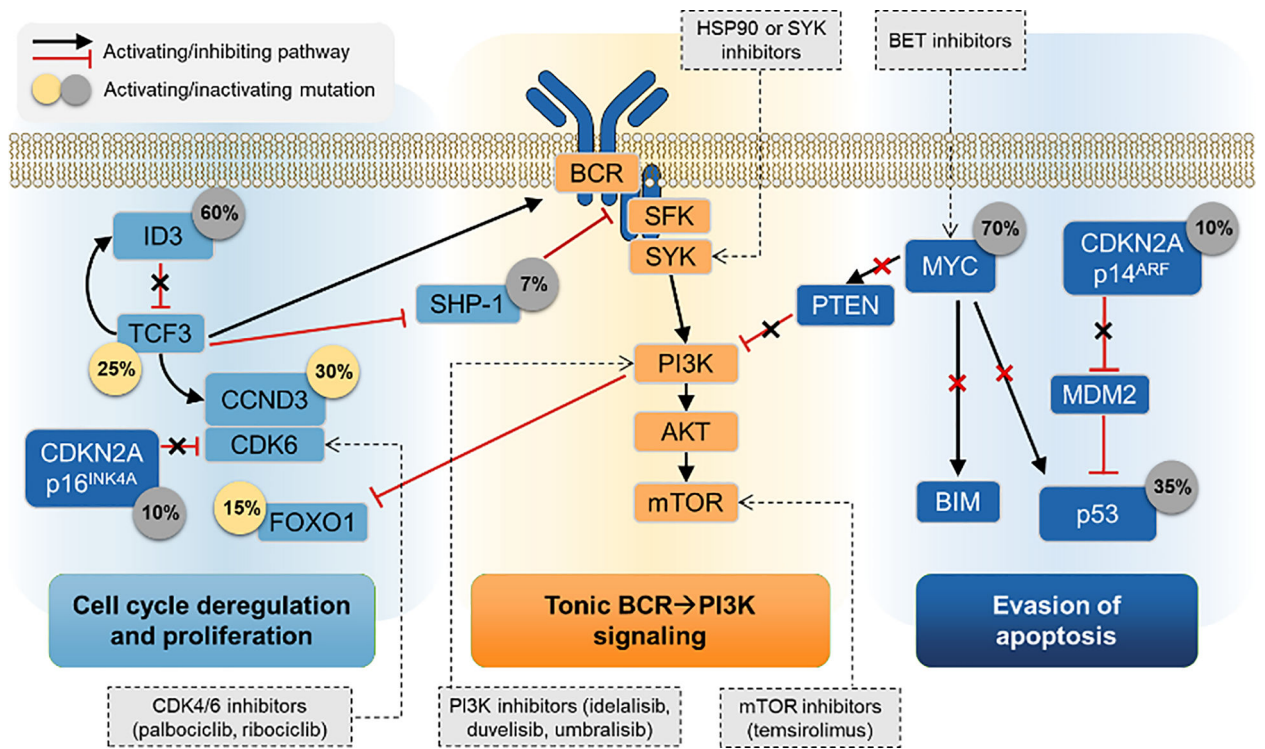 Activating/inhibiting pathway
Activating/inactivating mutation
HSP90 or SYK
inhibitors
BET inhibitors
BCR
SFK
SYK
ID3
60%
TCF3
25%
SHP-1
7%
CCND3
30%
CDK6
CDKN2A
p16INK4A
10%
15%
FOXO1
PI3K
AKT
mTOR
PTEN
MYC
70%
CDKN2A
p14ARF
10%
MDM2
BIM
p53
35%
Cell cycle deregulation
and proliferation
Tonic BCR→PI3K
signaling
Evasion of
apoptosis
CDK4/6 inhibitors
(palbociclib, ribociclib)
PI3K inhibitors (idelalisib,
duvelisib, umbralisib)
mTOR inhibitors
(temsirolimus)